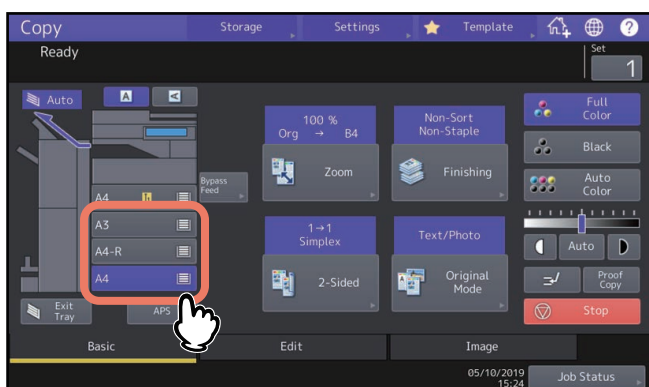 Copy
Storage
Settings
Template
?
Ready
Set
1
Auto
A
A
100 %
Org → B4
Zoom
Non-Sort
Non-Staple
Finishing
Full
Color
Black
Auto
Color
Bypass
Feed
A4
A3
A4-R
A4
1→1
Simplex
2-Sided
Text/Photo
Original
Mode
Auto
Proof
Copy
Exit
Tray
APS
Stop
Basic
Edit
Image
05/10/2019
15:24
Job Status